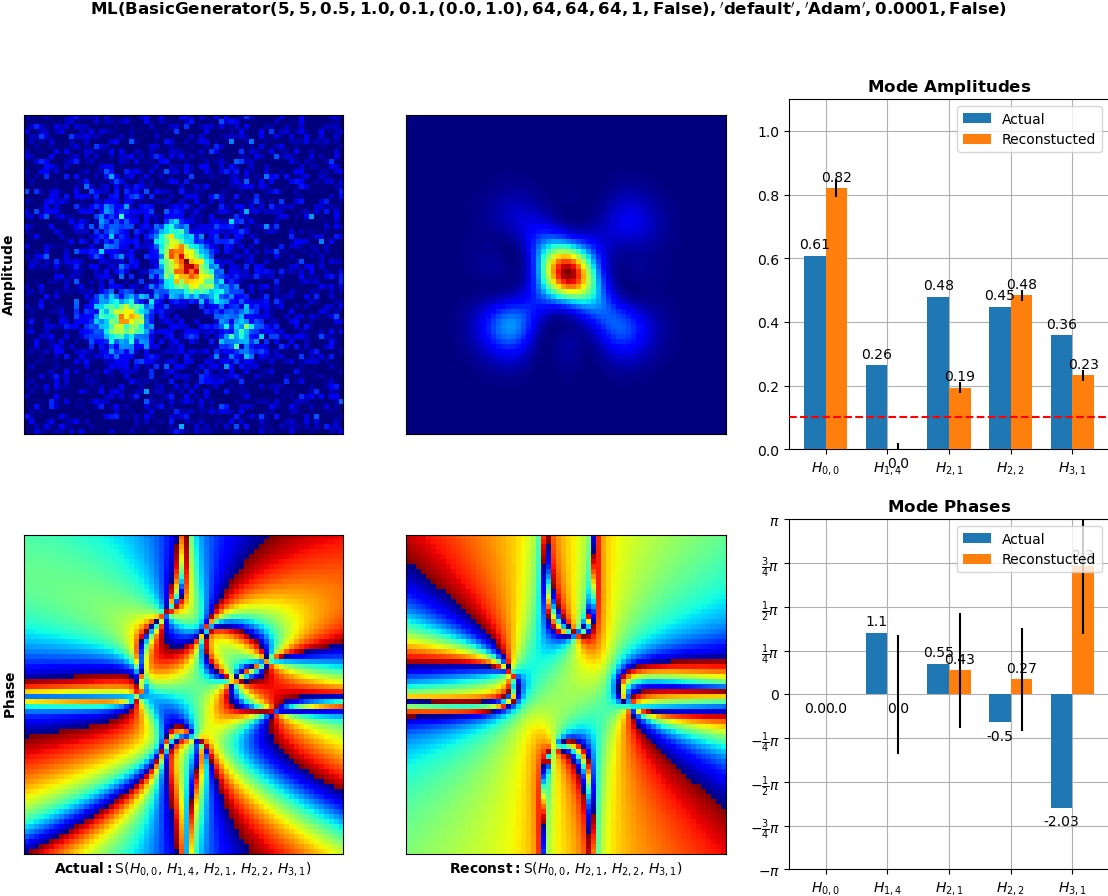 ML(BasicGenerator(5, 5, 0.5, 1.0, 0.1, (0.0, 1.0), 64, 64, 64, 1, False), 'default', 'Adam', 0.0001, False)
Mode Amplitudes
Amplitude
Actual
Reconstucted
1.0
0.8
0.6
0.4
0.2
0.0
0.61
0.82
0.26
0.0
0.48
0.19
0.45
0.48
0.36
0.23
H0,0 H1,4 H2,1 H2,2 H3,1
Mode Phases
Phase
Actual
Reconstucted
π
3/4π
1/2π
1/4π
0
−1/4π
−1/2π
−3/4π
−π
0.0
0.0
1.1
0.0
0.55
0.43
-0.5
0.27
-2.03
H0,0 H1,4 H2,1 H2,2 H3,1
Actual: S(H0,0, H1,4, H2,1, H2,2, H3,1)
Reconst: S(H0,0, H2,1, H2,2, H3,1)